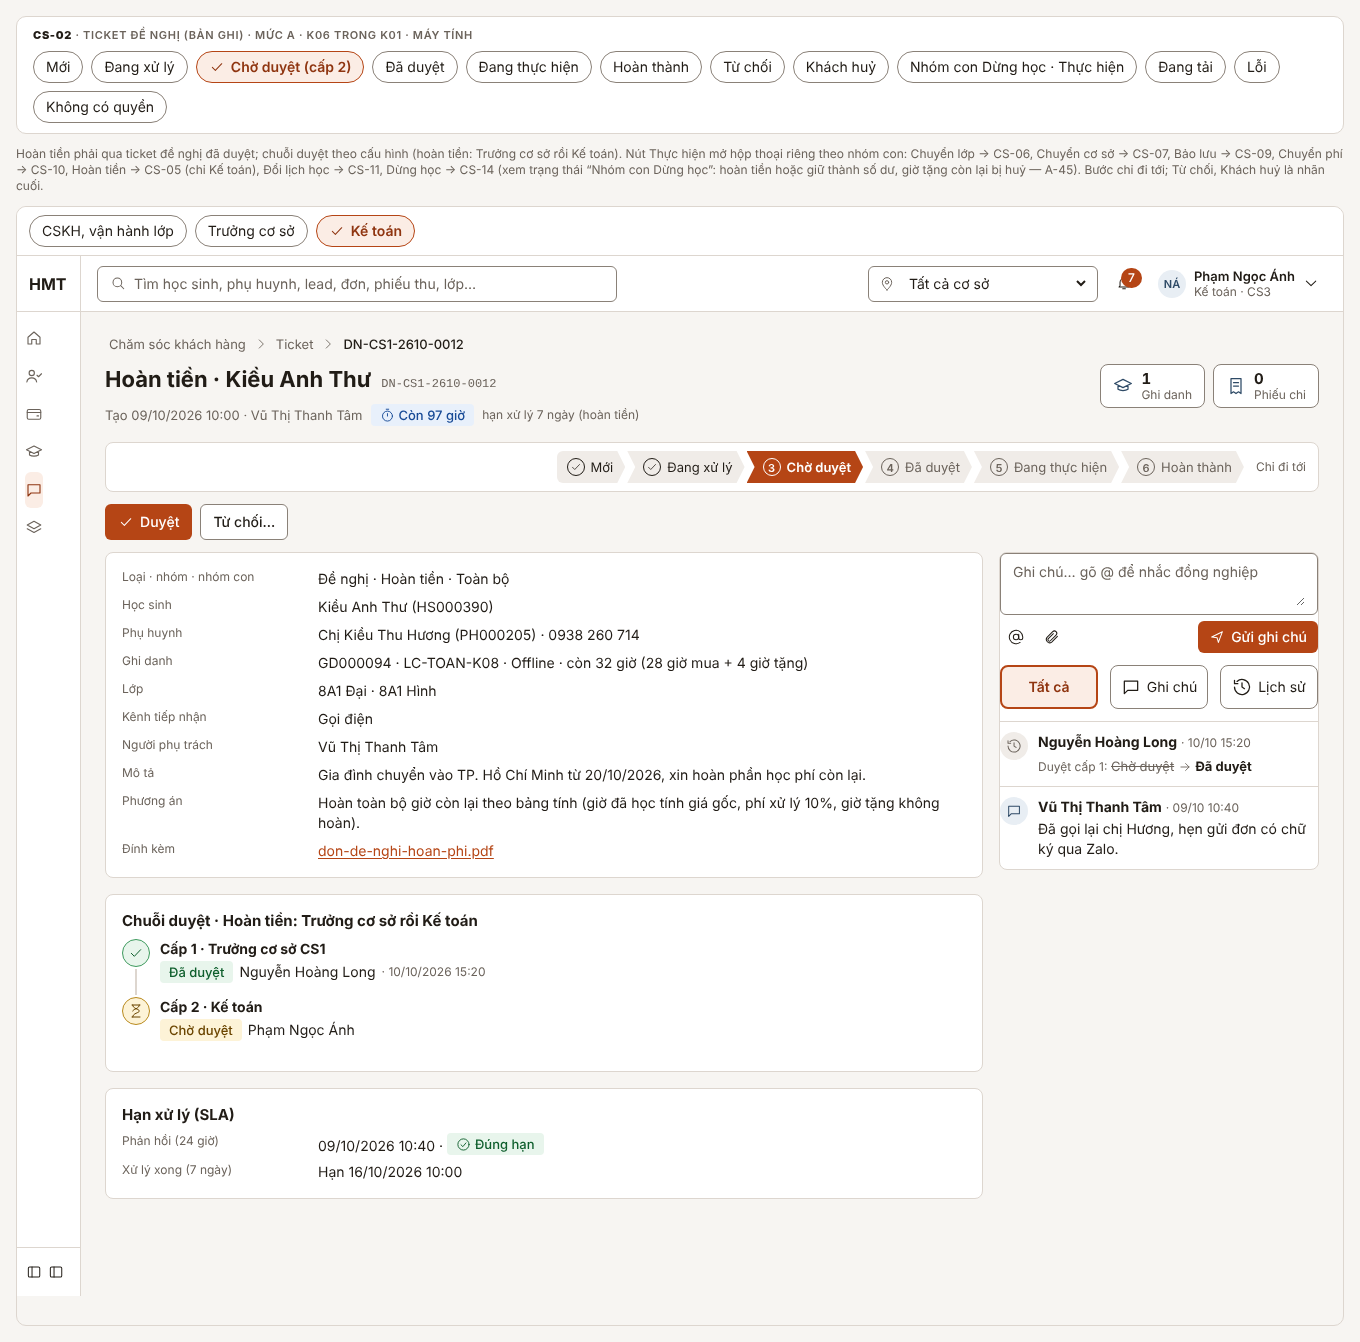 CS-02 · TICKET ĐỀ NGHỊ (BẢN GHI) · MỨC A · K06 TRONG K01 · MÁY TÍNH
Mới
Đang xử lý
Chờ duyệt (cấp 2)
Đã duyệt
Đang thực hiện
Hoàn thành
Từ chối
Khách huỷ
Nhóm con Dừng học · Thực hiện
Đang tải
Lỗi
Không có quyền
Hoàn tiền phải qua ticket đề nghị đã duyệt; chuỗi duyệt theo cấu hình (hoàn tiền: Trưởng cơ sở rồi Kế toán). Nút Thực hiện mở hộp thoại riêng theo nhóm con: Chuyển lớp → CS-06, Chuyển cơ sở → CS-07, Bảo lưu → CS-09, Chuyển phí
→ CS-10, Hoàn tiền → CS-05 (chỉ Kế toán), Đổi lịch học → CS-11, Dừng học → CS-14 (xem trạng thái “Nhóm con Dừng học”: hoàn tiền hoặc giữ thành số dư, giờ tặng còn lại bị huỷ — A-45). Bước chỉ đi tới; Từ chối, Khách huỷ là nhãn
cuối.
CSKH, vận hành lớp
Trưởng cơ sở
Kế toán
HMT
Tìm học sinh, phụ huynh, lead, đơn, phiếu thu, lớp...
Tất cả cơ sở
7
NÁ
Phạm Ngọc Ánh
Kế toán · CS3
Chăm sóc khách hàng
Ticket
DN-CS1-2610-0012
Hoàn tiền · Kiều Anh Thư DN-CS1-2610-0012
1
Ghi danh
0
Phiếu chi
Tạo 09/10/2026 10:00 · Vũ Thị Thanh Tâm
Còn 97 giờ
hạn xử lý 7 ngày (hoàn tiền)
Mới
Đang xử lý
3 Chờ duyệt
4 Đã duyệt
5 Đang thực hiện
6 Hoàn thành
Chỉ đi tới
Duyệt
Từ chối...
Loại · nhóm · nhóm con
Đề nghị · Hoàn tiền · Toàn bộ
Học sinh
Kiều Anh Thư (HS000390)
Phụ huynh
Chị Kiều Thu Hương (PH000205) · 0938 260 714
Ghi danh
GD000094 · LC-TOAN-K08 · Offline · còn 32 giờ (28 giờ mua + 4 giờ tặng)
Lớp
8A1 Đại · 8A1 Hình
Kênh tiếp nhận
Gọi điện
Người phụ trách
Vũ Thị Thanh Tâm
Mô tả
Gia đình chuyển vào TP. Hồ Chí Minh từ 20/10/2026, xin hoàn phần học phí còn lại.
Phương án
Hoàn toàn bộ giờ còn lại theo bảng tính (giờ đã học tính giá gốc, phí xử lý 10%, giờ tặng không
hoàn).
Đính kèm
don-de-nghi-hoan-phi.pdf
Ghi chú... gõ @ để nhắc đồng nghiệp
Gửi ghi chú
Tất cả
Ghi chú
Lịch sử
Nguyễn Hoàng Long · 10/10 15:20
Duyệt cấp 1: Chờ duyệt → Đã duyệt
Vũ Thị Thanh Tâm · 09/10 10:40
Đã gọi lại chị Hương, hẹn gửi đơn có chữ
ký qua Zalo.
Chuỗi duyệt · Hoàn tiền: Trưởng cơ sở rồi Kế toán
Cấp 1 · Trưởng cơ sở CS1
Đã duyệt Nguyễn Hoàng Long · 10/10/2026 15:20
Cấp 2 · Kế toán
Chờ duyệt Phạm Ngọc Ánh
Hạn xử lý (SLA)
Phản hồi (24 giờ)
09/10/2026 10:40 · Đúng hạn
Xử lý xong (7 ngày)
Hạn 16/10/2026 10:00